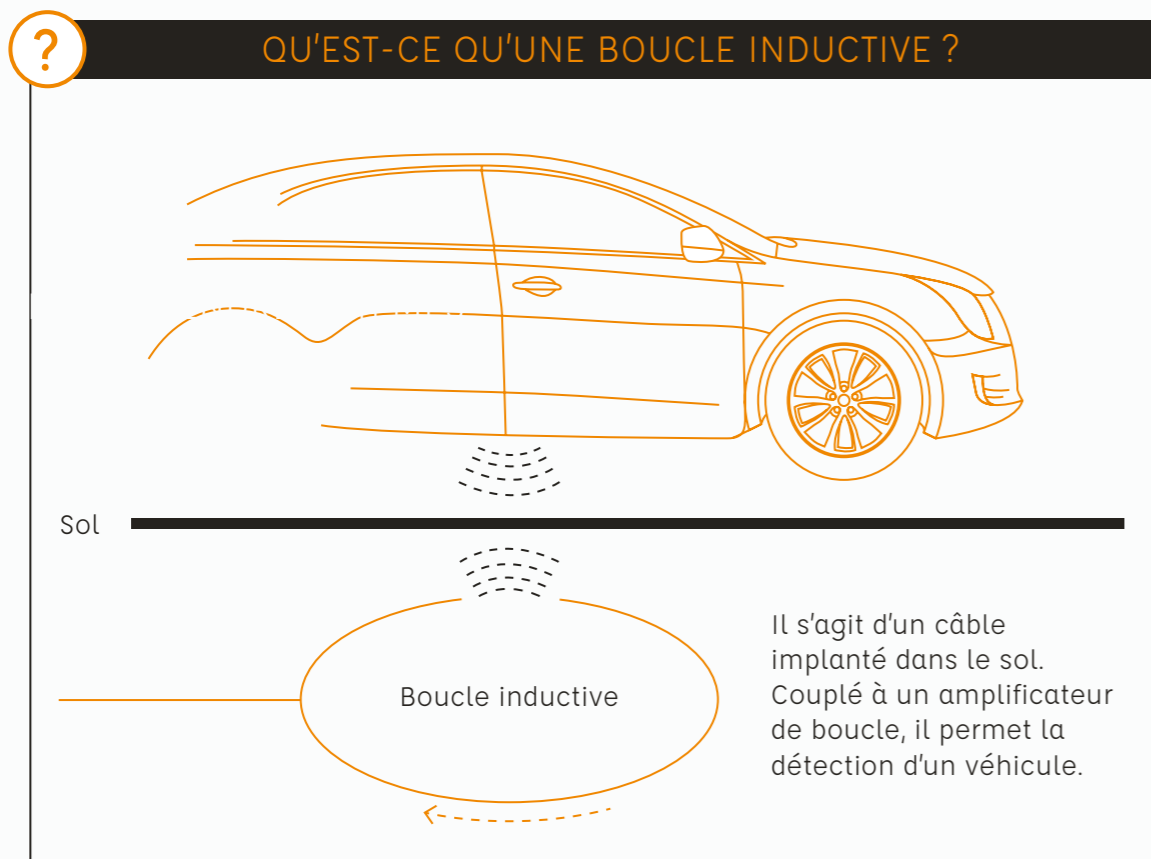 ?
QU'EST-CE QU'UNE BOUCLE INDUCTIVE ?
Sol
Boucle inductive
Il s'agit d'un câble
implanté dans le sol.
Couplé à un amplificateur
de boucle, il permet la
détection d'un véhicule.